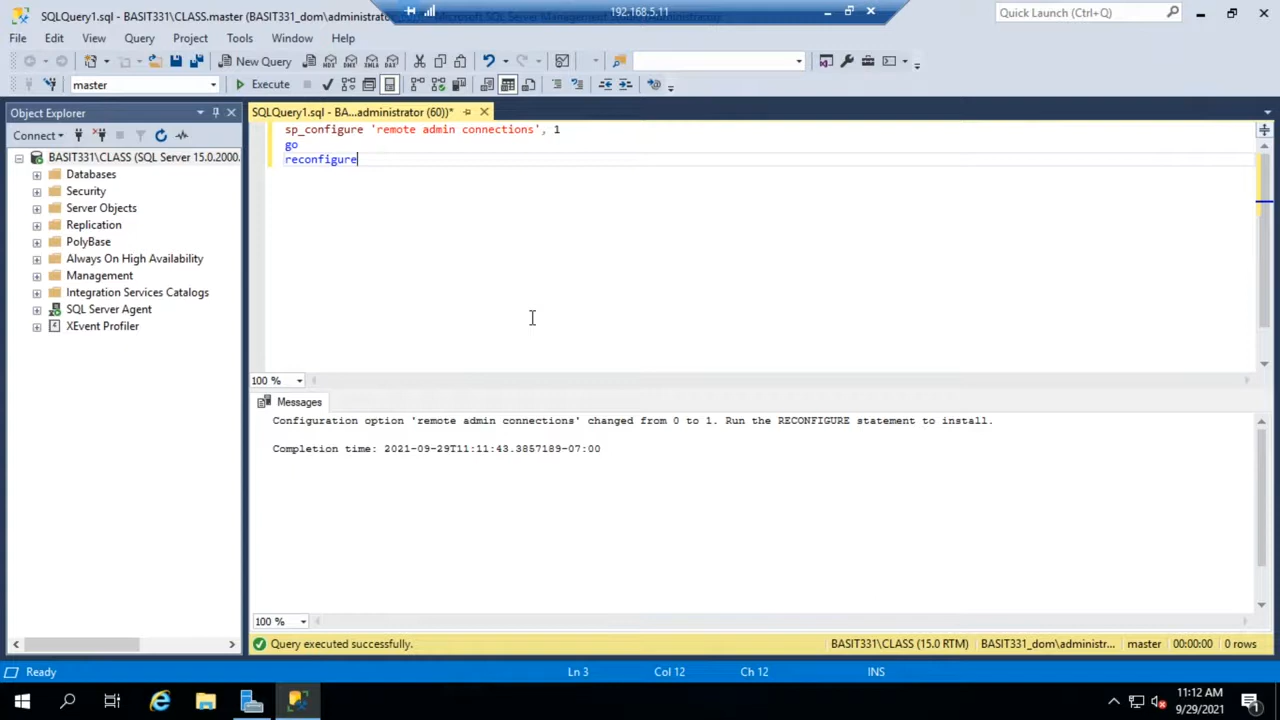 SQLQuery1.sql - BASIT331\CLASS.master (BASIT331_dom\administrator
192.168.5.11
Quick Launch (Ctrl+Q)
File Edit View Query Project Tools Window Help
New Query
master
Execute
Object Explorer
SQLQuery1.sql - BA...administrator (60))*
Connect
BASIT331\CLASS (SQL Server 15.0.2000.
Databases
Security
Server Objects
Replication
PolyBase
Always On High Availability
Management
Integration Services Catalogs
SQL Server Agent
XEvent Profiler
sp_configure 'remote admin connections', 1
go
reconfigure
100 %
Messages
Configuration option 'remote admin connections' changed from 0 to 1. Run the RECONFIGURE statement to install.
Completion time: 2021-09-29T11:11:43.3857189-07:00
100 %
Query executed successfully.
BASIT331\CLASS (15.0 RTM) BASIT331_dom\administr... master 00:00:00 0 rows
Ready Ln 3 Col 12 Ch 12 INS
11:12 AM
9/29/2021
1